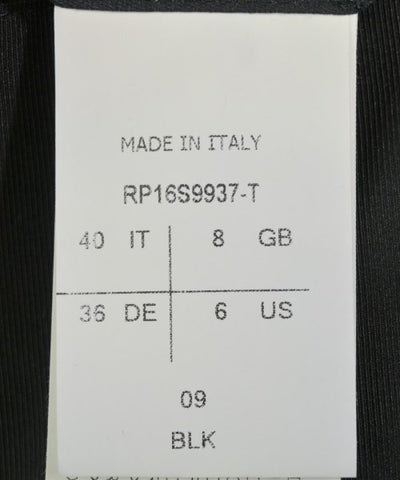 MADE IN ITALY
RP16S9937-T
40 IT 8 GB
36 DE 6 US
09
BLK